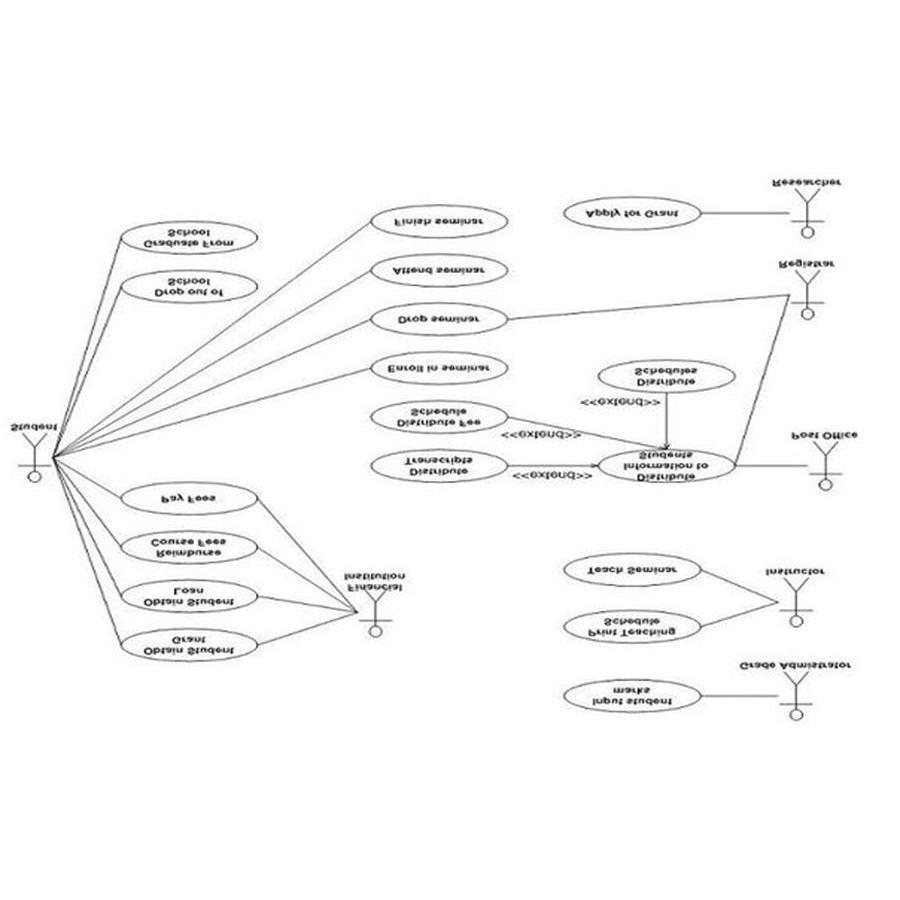 Student
Obtain Student
Grant
Obtain Student
Loan
Reimburse
Course Fees
Pay Fees
Drop out of
School
Graduate From
School
Financial
Institution
Distribute
Transcripts
Distribute Fee
Schedule
Enroll in seminar
Drop seminar
Attend seminar
Finish seminar
<<extend>>
<<extend>>
<<extend>>
Input student
marks
Print Teaching
Schedule
Teach Seminar
Distribute
Information to
Students
Distribute
Schedules
Apply for Grant
Grade Admistrator
Instructor
Post Office
Registrar
Researcher